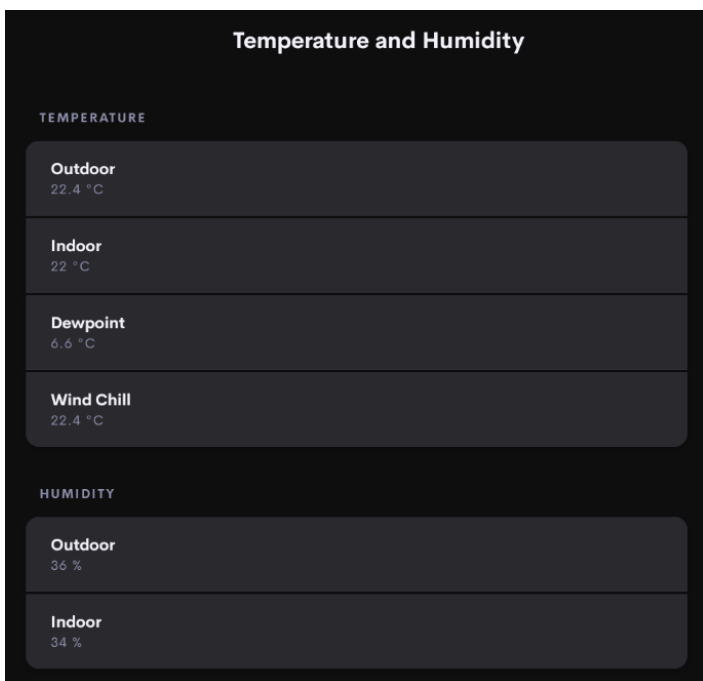 Temperature and Humidity
TEMPERATURE
Outdoor
22.4 °C
Indoor
22 °C
Dewpoint
6.6 °C
Wind Chill
22.4 °C
HUMIDITY
Outdoor
36 %
Indoor
34 %